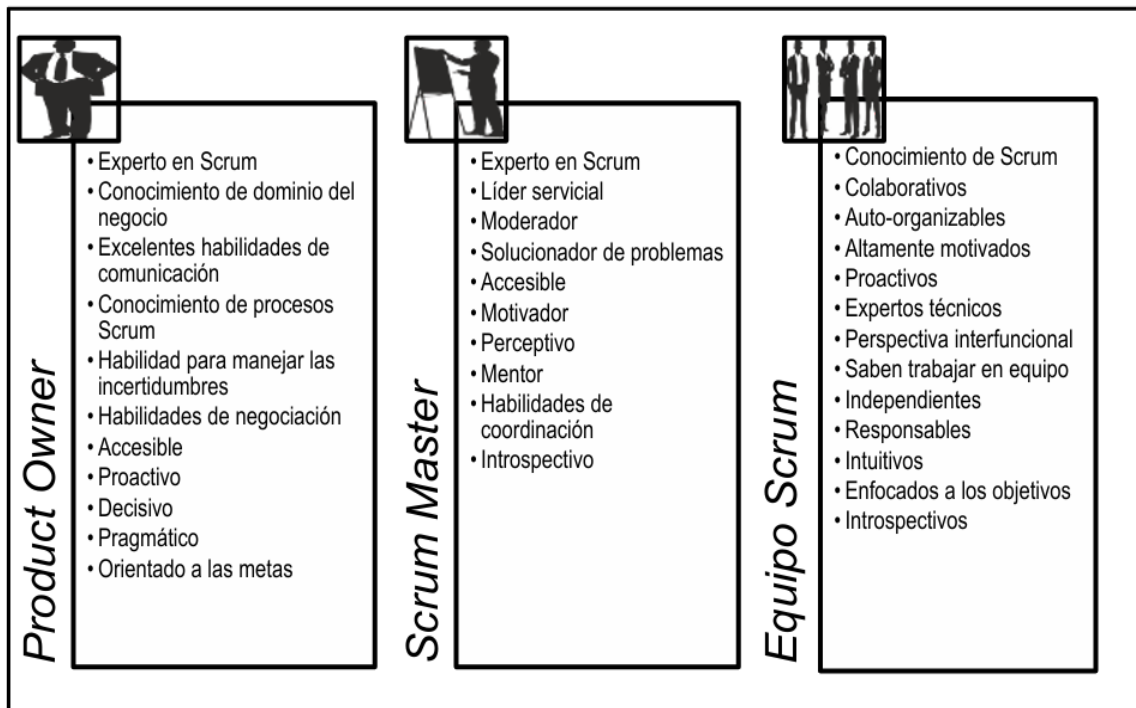 Product Owner
• Experto en Scrum
• Conocimiento de dominio del
negocio
• Excelentes habilidades de
comunicación
• Conocimiento de procesos
Scrum
• Habilidad para manejar las
incertidumbres
• Habilidades de negociación
• Accesible
• Proactivo
• Decisivo
• Pragmático
• Orientado a las metas
Scrum Master
• Experto en Scrum
• Líder servicial
• Moderador
• Solucionador de problemas
• Accesible
• Motivador
• Perceptivo
• Mentor
• Habilidades de
coordinación
• Introspectivo
Equipo Scrum
• Conocimiento de Scrum
• Colaborativos
• Auto-organizables
• Altamente motivados
• Proactivos
• Expertos técnicos
• Perspectiva interfuncional
• Saben trabajar en equipo
• Independientes
• Responsables
• Intuitivos
• Enfocados a los objetivos
• Introspectivos